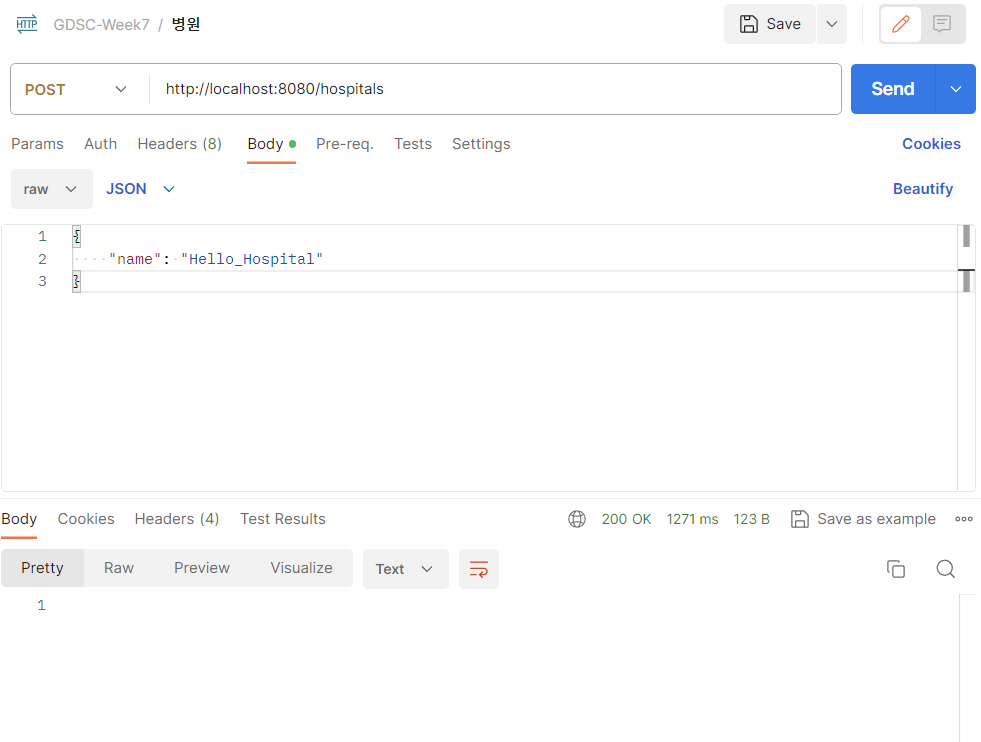 HTTP GDSC-Week7 / 병원 Save
POST http://localhost:8080/hospitals Send
Params Auth Headers (8) Body Pre-req. Tests Settings Cookies
raw JSON Beautify
1 {
2 "name": "Hello_Hospital"
3 }
Body Cookies Headers (4) Test Results 200 OK 1271 ms 123 B Save as example
Pretty Raw Preview Visualize Text
1